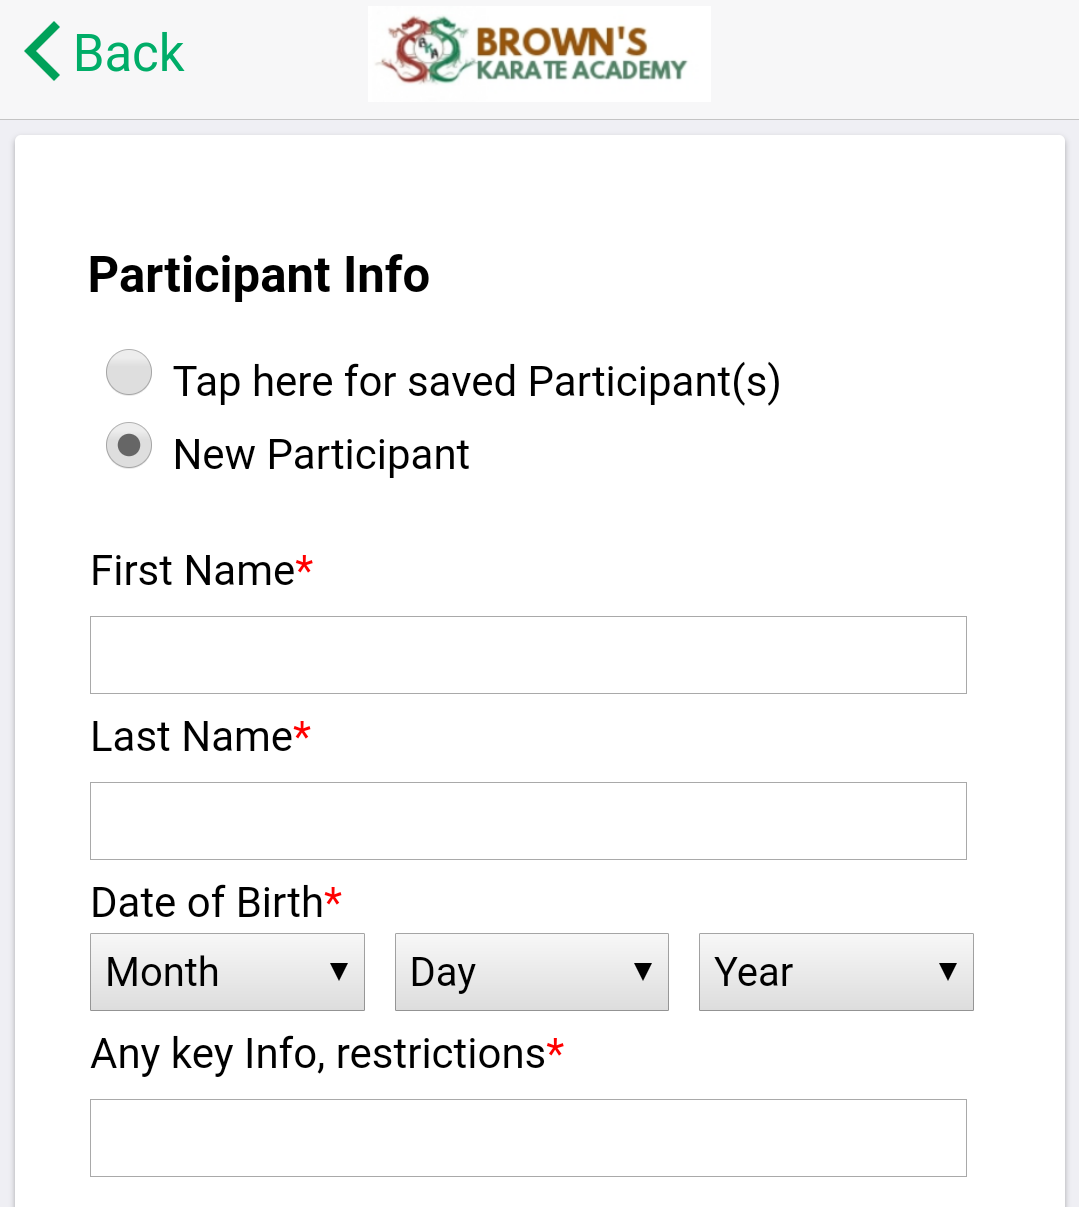 Back
BKA
BROWN'S
KARATE ACADEMY
Participant Info
Tap here for saved Participant(s)
New Participant
First Name*
Last Name*
Date of Birth*
Month Day Year
Any key Info, restrictions*